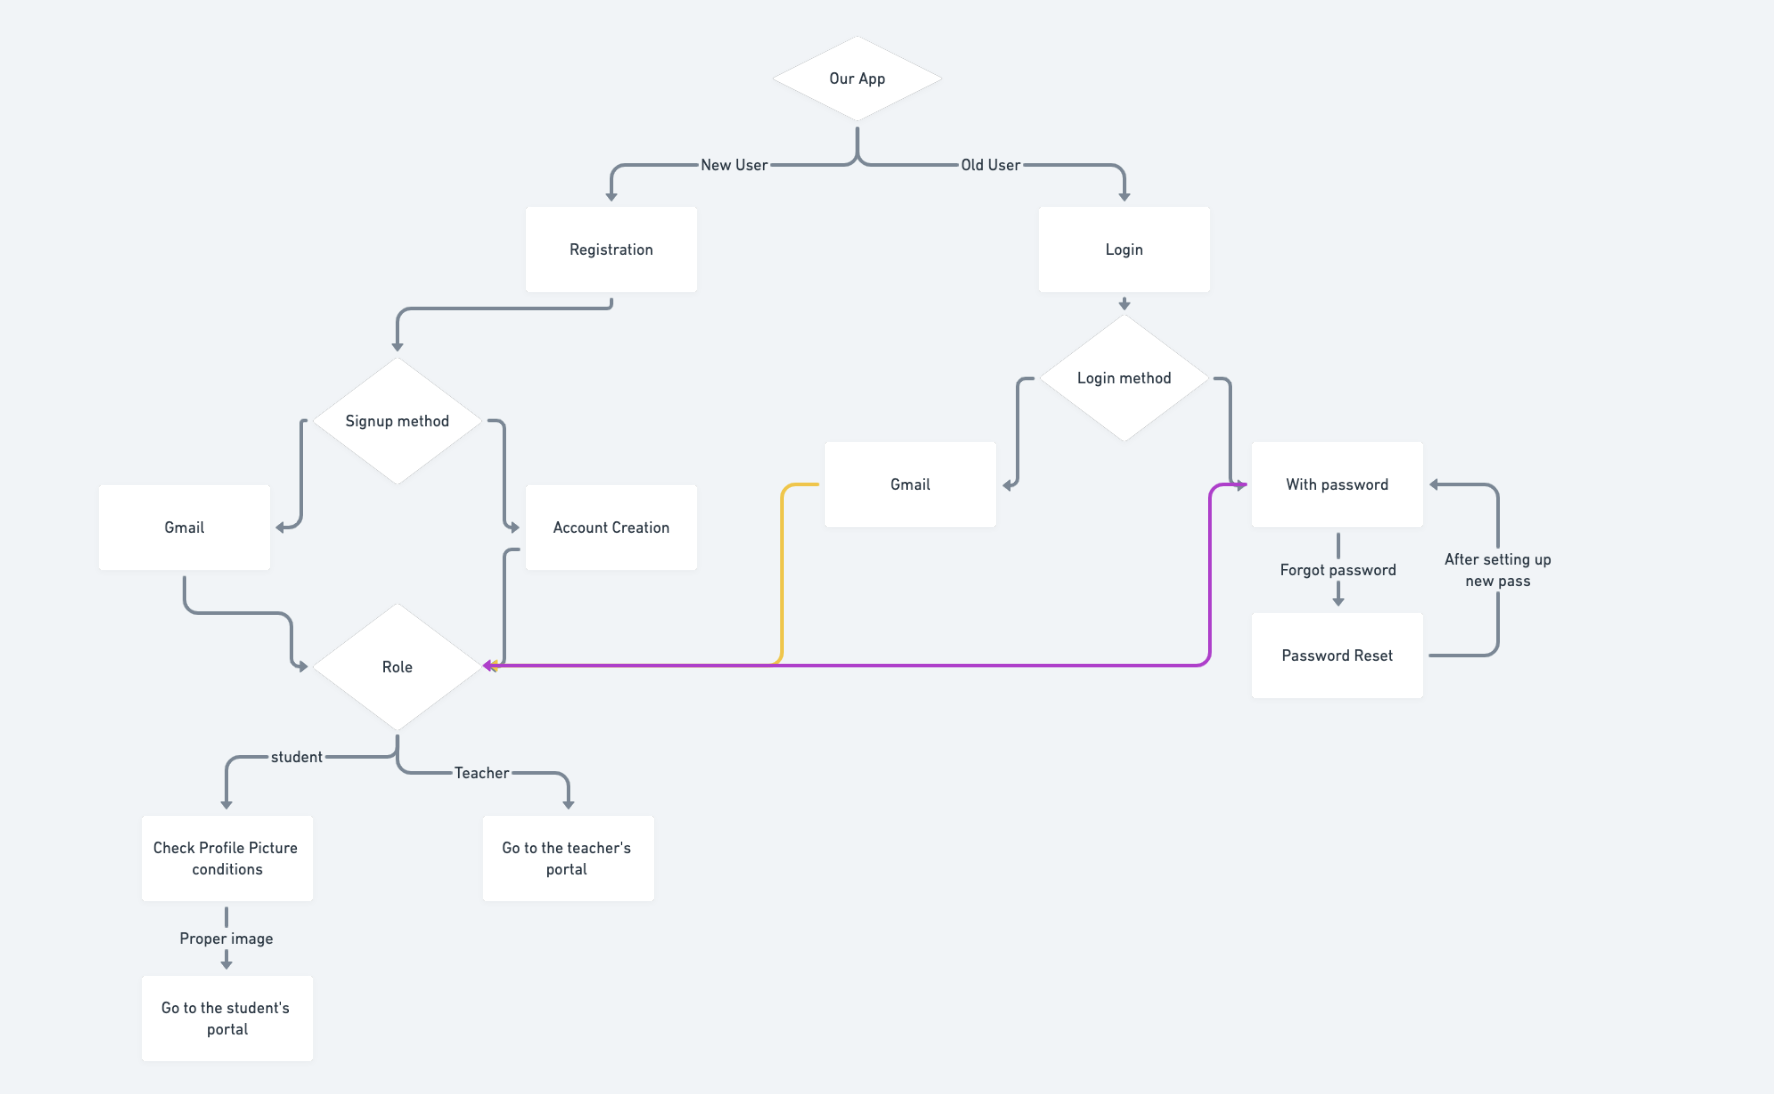 Our App
New User
Old User
Registration
Login
Login method
Signup method
Gmail
With password
Gmail
Account Creation
After setting up
new pass
Forgot password
Password Reset
Role
student
Teacher
Check Profile Picture
conditions
Go to the teacher's
portal
Proper image
Go to the student's
portal